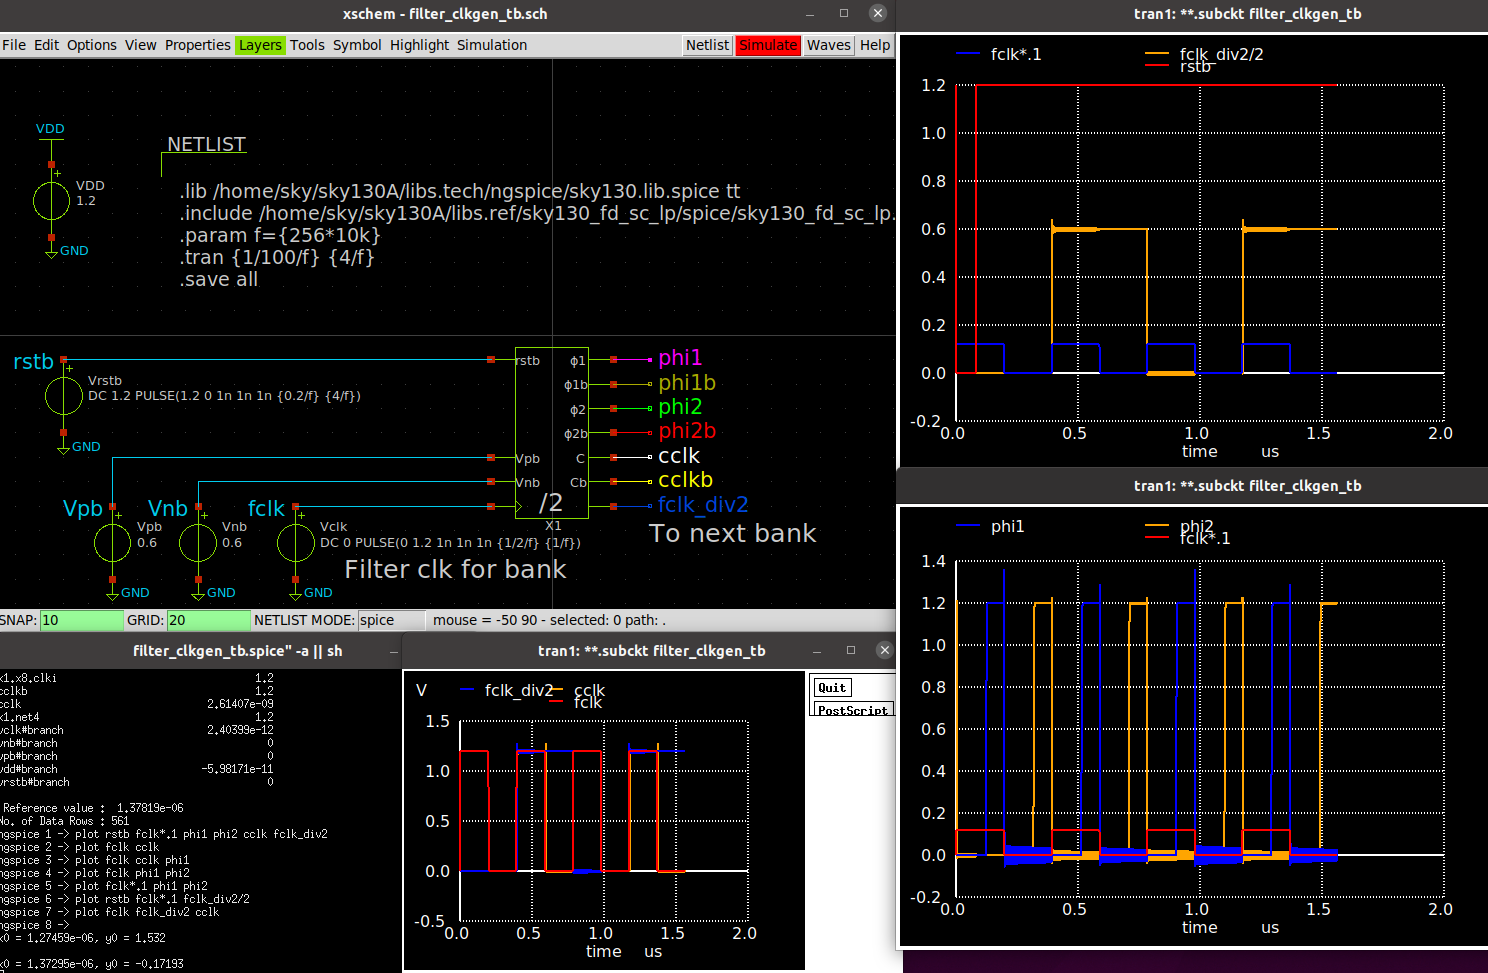 xschem - filter_clkgen_tb.sch
File Edit Options View Properties Layers Tools Symbol Highlight Simulation Netlist Simulate Waves Help
VDD
VDD
1.2
GND
NETLIST
.lib /home/sky/sky130A/libs.tech/ngspice/sky130.lib.spice tt
.include /home/sky/sky130A/libs.ref/sky130_fd_sc_lp/spice/sky130_fd_sc_lp.
.param f={256*10k}
.tran {1/100/f} {4/f}
.save all
rstb
Vrstb
DC 1.2 PULSE(1.2 0 1n 1n 1n {0.2/f} {4/f})
GND
Vpb
Vpb
0.6
GND
Vnb
Vnb
0.6
GND
fclk
Vclk
DC 0 PULSE(0 1.2 1n 1n 1n {1/2/f} {1/f})
GND
Filter clk for bank
rstb ϕ1
ϕ1b
ϕ2
ϕ2b
Vpb C
Vnb Cb
/2
X1
phi1
phi1b
phi2
phi2b
cclk
cclkb
fclk_div2
To next bank
SNAP: 10 GRID: 20 NETLIST MODE: spice mouse = -50 90 - selected: 0 path: .
filter_clkgen_tb.spice" -a || sh
x1.x8.clki 1.2
cclkb 1.2
cclk 2.61407e-09
x1.net4 1.2
vclk#branch 2.40399e-12
vnb#branch 0
vpb#branch 0
vdd#branch -5.98171e-11
vrstb#branch 0
Reference value : 1.37819e-06
No. of Data Rows : 561
ngspice 1 -> plot rstb fclk*.1 phi1 phi2 cclk fclk_div2
ngspice 2 -> plot fclk cclk
ngspice 3 -> plot fclk cclk phi1
ngspice 4 -> plot fclk phi1 phi2
ngspice 5 -> plot fclk*.1 phi1 phi2
ngspice 6 -> plot rstb fclk*.1 fclk_div2/2
ngspice 7 -> plot fclk fclk_div2 cclk
ngspice 8 ->
x0 = 1.27459e-06, y0 = 1.532
x0 = 1.37295e-06, y0 = -0.17193
tran1: **.subckt filter_clkgen_tb
V
fclk_div2 cclk
fclk
1.5
1.0
0.5
0.0
-0.5
0.0 0.5 1.0 1.5 2.0
time us
Quit
PostScript
tran1: **.subckt filter_clkgen_tb
fclk*.1 fclk_div2/2
rstb
1.2
1.0
0.8
0.6
0.4
0.2
0.0
-0.2
0.0 0.5 1.0 1.5 2.0
time us
tran1: **.subckt filter_clkgen_tb
phi1 phi2
fclk*.1
1.4
1.2
1.0
0.8
0.6
0.4
0.2
0.0
-0.2
0.0 0.5 1.0 1.5 2.0
time us